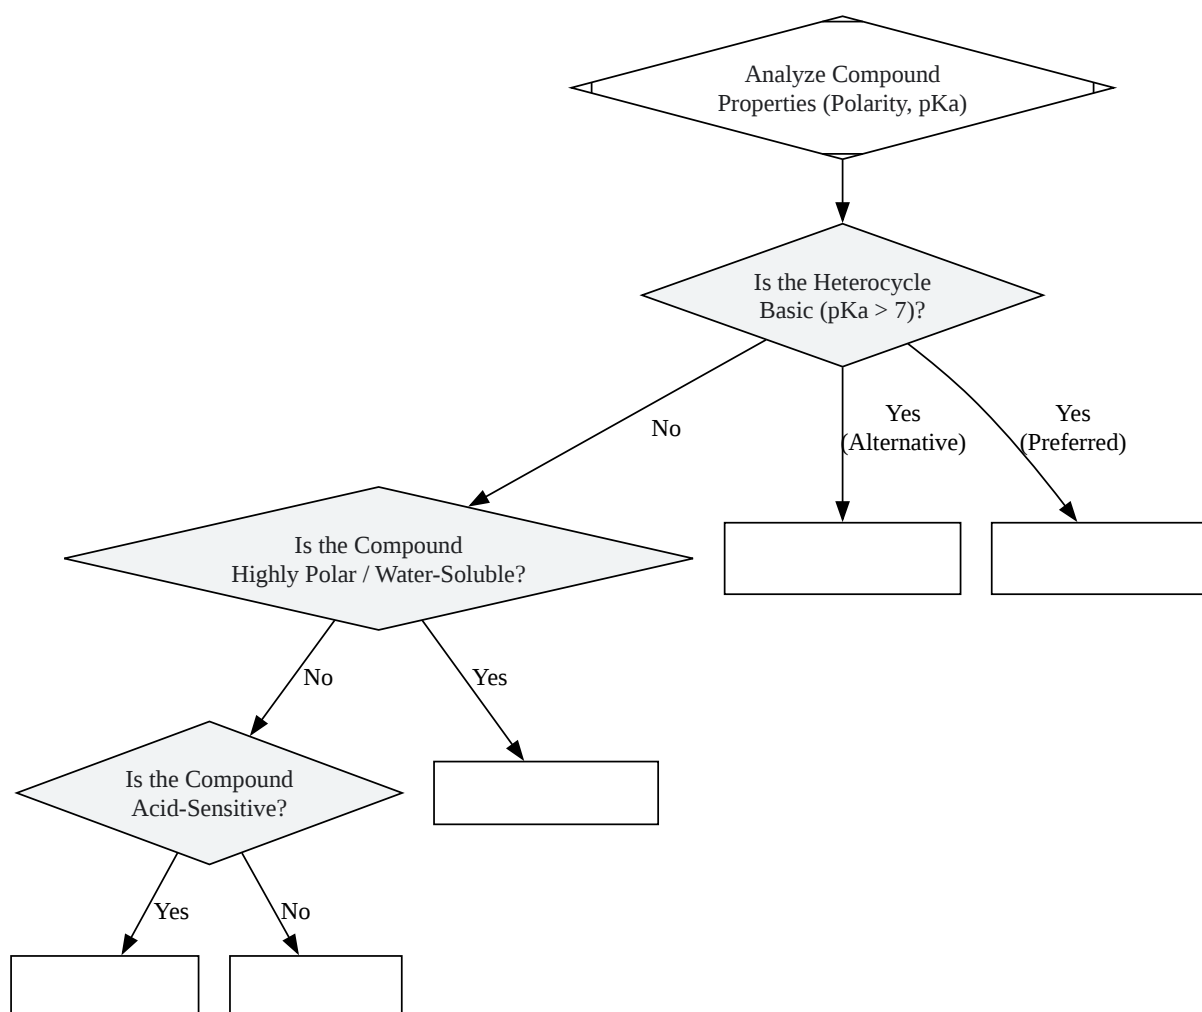 Analyze Compound
Properties (Polarity, pKa)
Is the Heterocycle
Basic (pKa > 7)?
No
Yes
(Alternative)
Yes
(Preferred)
Is the Compound
Highly Polar / Water-Soluble?
No
Yes
Is the Compound
Acid-Sensitive?
Yes
No